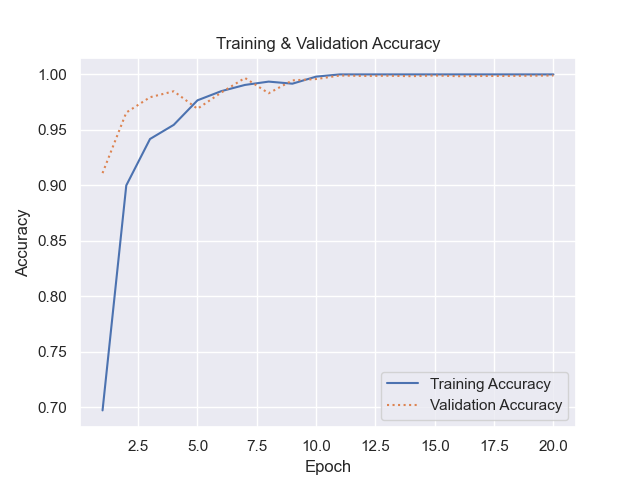 Training & Validation Accuracy
1.00
0.95
0.90
0.85
0.80
0.75
0.70
Accuracy
Training Accuracy
Validation Accuracy
2.5 5.0 7.5 10.0 12.5 15.0 17.5 20.0
Epoch